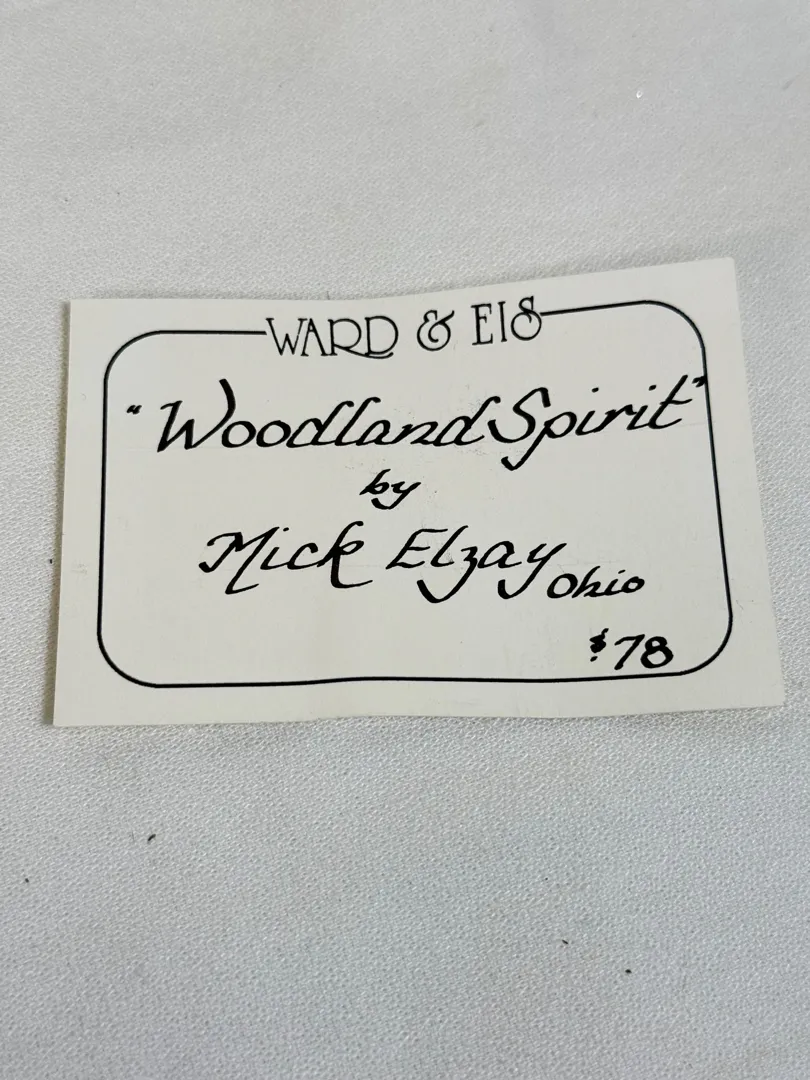 WARD & EIS
"Woodland Spirit"
by
Mick Elzay
Ohio
$78